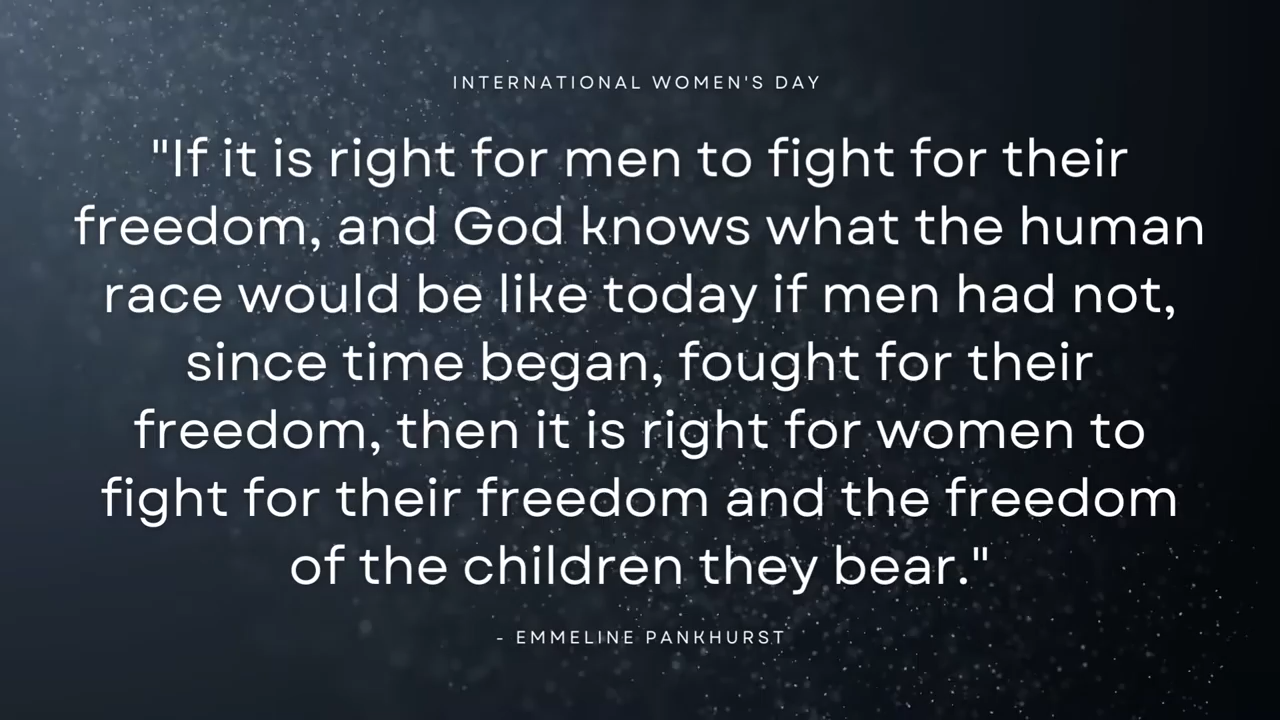 INTERNATIONAL WOMEN'S DAY
"If it is right for men to fight for their
freedom, and God knows what the human
race would be like today if men had not,
since time began, fought for their
freedom, then it is right for women to
fight for their freedom and the freedom
of the children they bear."
- EMMELINE PANKHURST